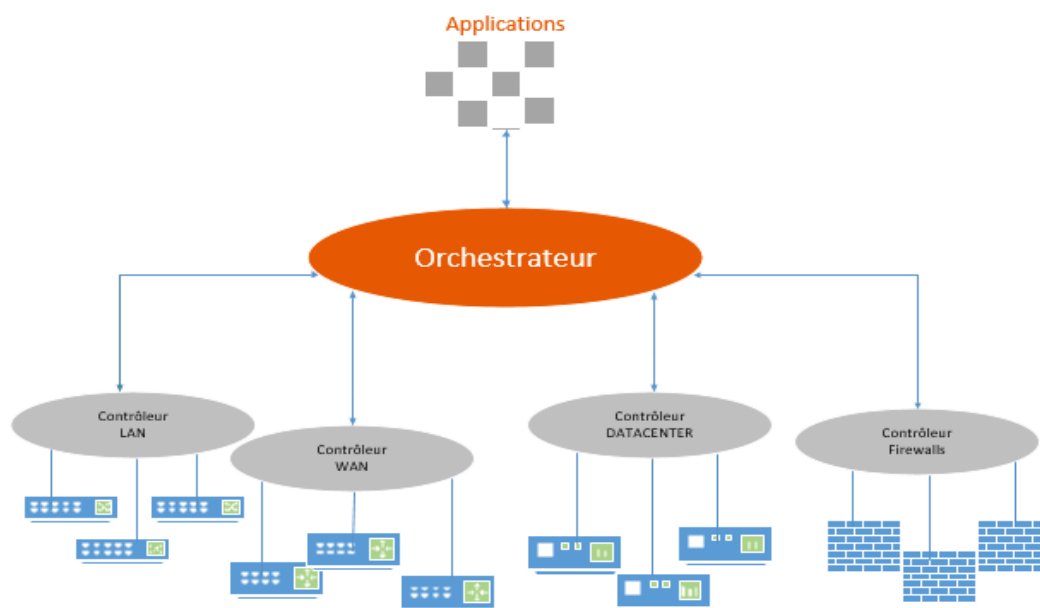 Applications
Orchestrateur
Contrôleur
LAN
Contrôleur
WAN
Contrôleur
DATACENTER
Contrôleur
Firewalls